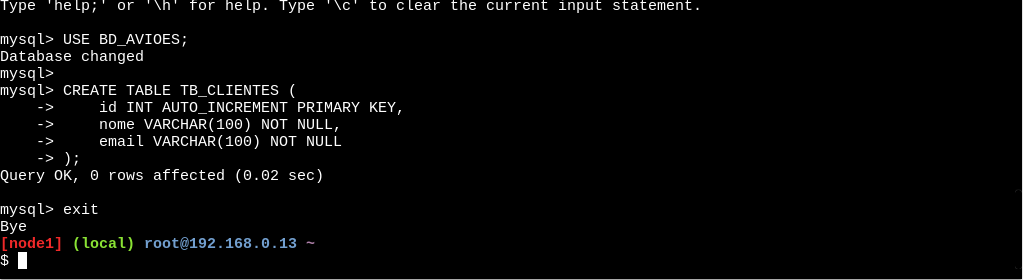 Type 'help;' or '\h' for help. Type '\c' to clear the current input statement.
mysql> USE BD_AVIOES;
Database changed
mysql>
mysql> CREATE TABLE TB_CLIENTES (
    ->     id INT AUTO_INCREMENT PRIMARY KEY,
    ->     nome VARCHAR(100) NOT NULL,
    ->     email VARCHAR(100) NOT NULL
    -> );
Query OK, 0 rows affected (0.02 sec)
mysql> exit
Bye
[node1] (local) root@192.168.0.13 ~
$